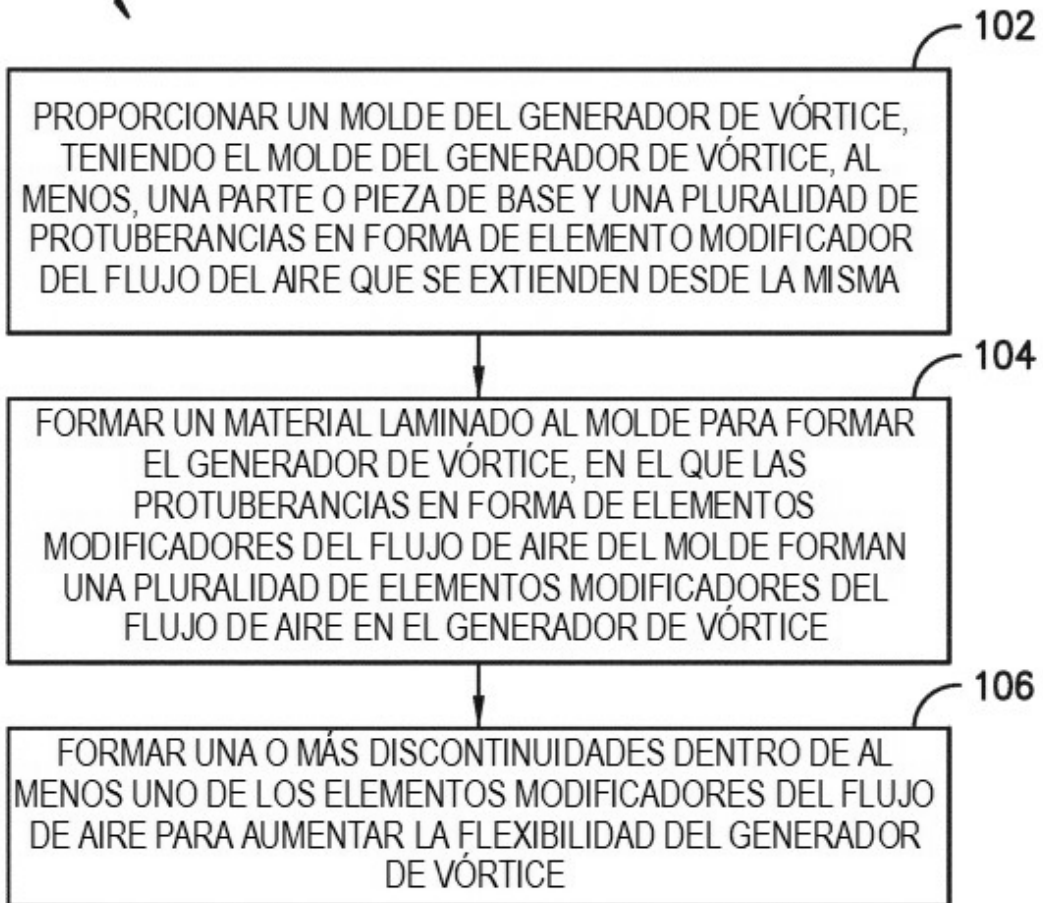 102
PROPORCIONAR UN MOLDE DEL GENERADOR DE VÓRTICE,
TENIENDO EL MOLDE DEL GENERADOR DE VÓRTICE, AL
MENOS, UNA PARTE O PIEZA DE BASE Y UNA PLURALIDAD DE
PROTUBERANCIAS EN FORMA DE ELEMENTO MODIFICADOR
DEL FLUJO DEL AIRE QUE SE EXTIENDEN DESDE LA MISMA
104
FORMAR UN MATERIAL LAMINADO AL MOLDE PARA FORMAR
EL GENERADOR DE VÓRTICE, EN EL QUE LAS
PROTUBERANCIAS EN FORMA DE ELEMENTOS
MODIFICADORES DEL FLUJO DE AIRE DEL MOLDE FORMAN
UNA PLURALIDAD DE ELEMENTOS MODIFICADORES DEL
FLUJO DE AIRE EN EL GENERADOR DE VÓRTICE
106
FORMAR UNA O MÁS DISCONTINUIDADES DENTRO DE AL
MENOS UNO DE LOS ELEMENTOS MODIFICADORES DEL FLUJO
DE AIRE PARA AUMENTAR LA FLEXIBILIDAD DEL GENERADOR
DE VÓRTICE